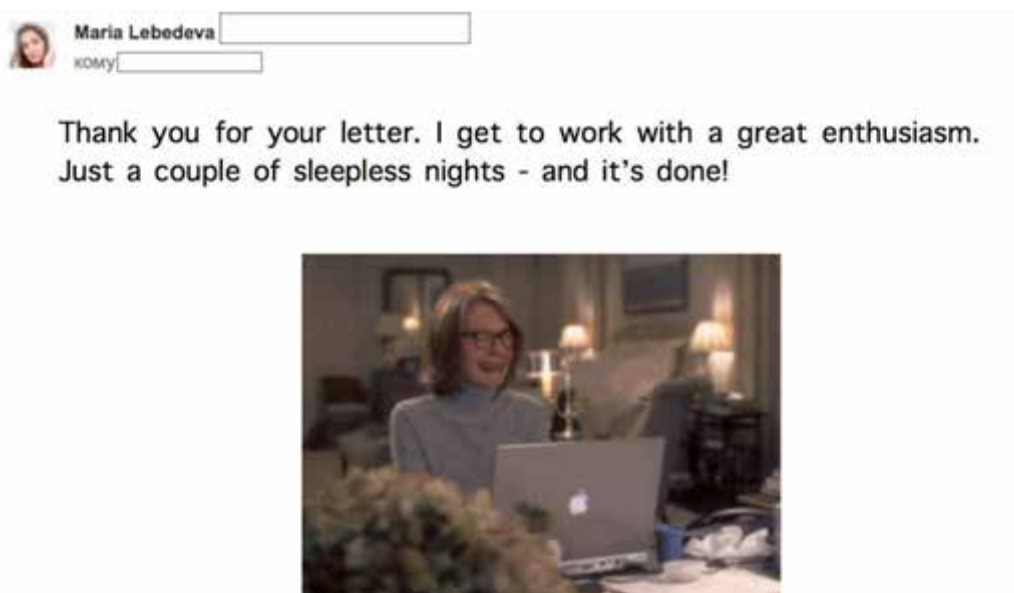 Maria Lebedeva
кому
Thank you for your letter. I get to work with a great enthusiasm.
Just a couple of sleepless nights - and it's done!